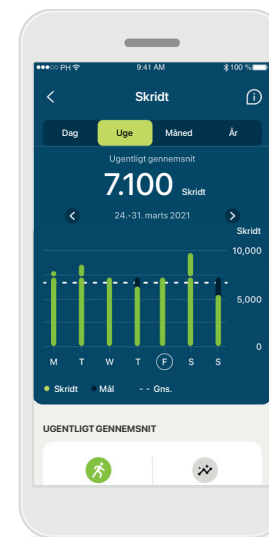 PH 9:41 AM 100 %
Skridt
Dag Uge Måned År
Ugentligt gennemsnit
7.100 Skridt
24.-31. marts 2021
Skridt
10,000
5,000
0
M T W T F S S
Skridt Mål - - Gns.
UGENTLIGT GENNEMSNIT